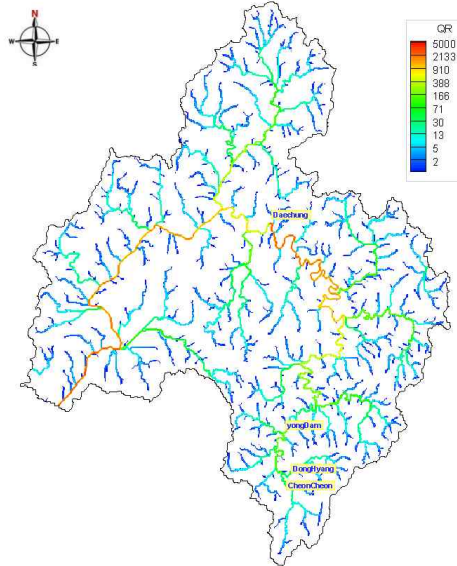 N
W E
S
QR
5000
2133
910
388
166
71
30
13
5
2
Daechung
yongDam
DongHyang
CheonCheon